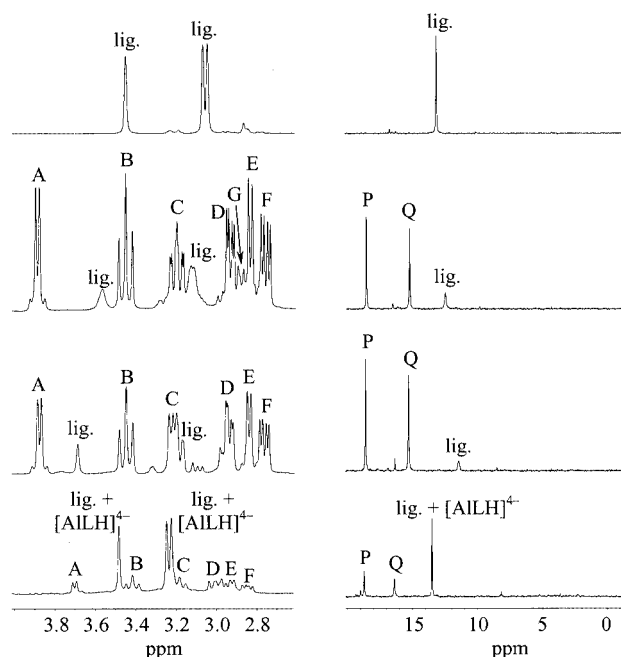 lig. lig. lig.
A lig. B C D G lig. E F P Q lig.
A lig. B C lig. D E F P Q lig.
lig. + [AlLH]4– lig. + [AlLH]4– lig. + [AlLH]4–
A B C D E F P Q
3.8 3.6 3.4 3.2 3.0 2.8 15 10 5 0
ppm ppm